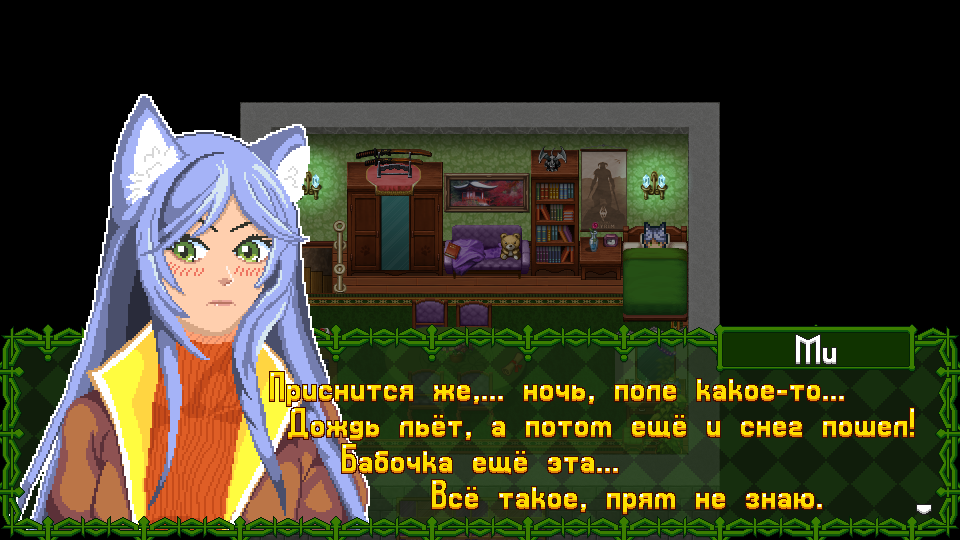 Ми
Приснится же,... ночь, поле какое-то...
Дождь льёт, а потом ещё и снег пошел!
Бабочка ещё эта...
Всё такое, прям не знаю.